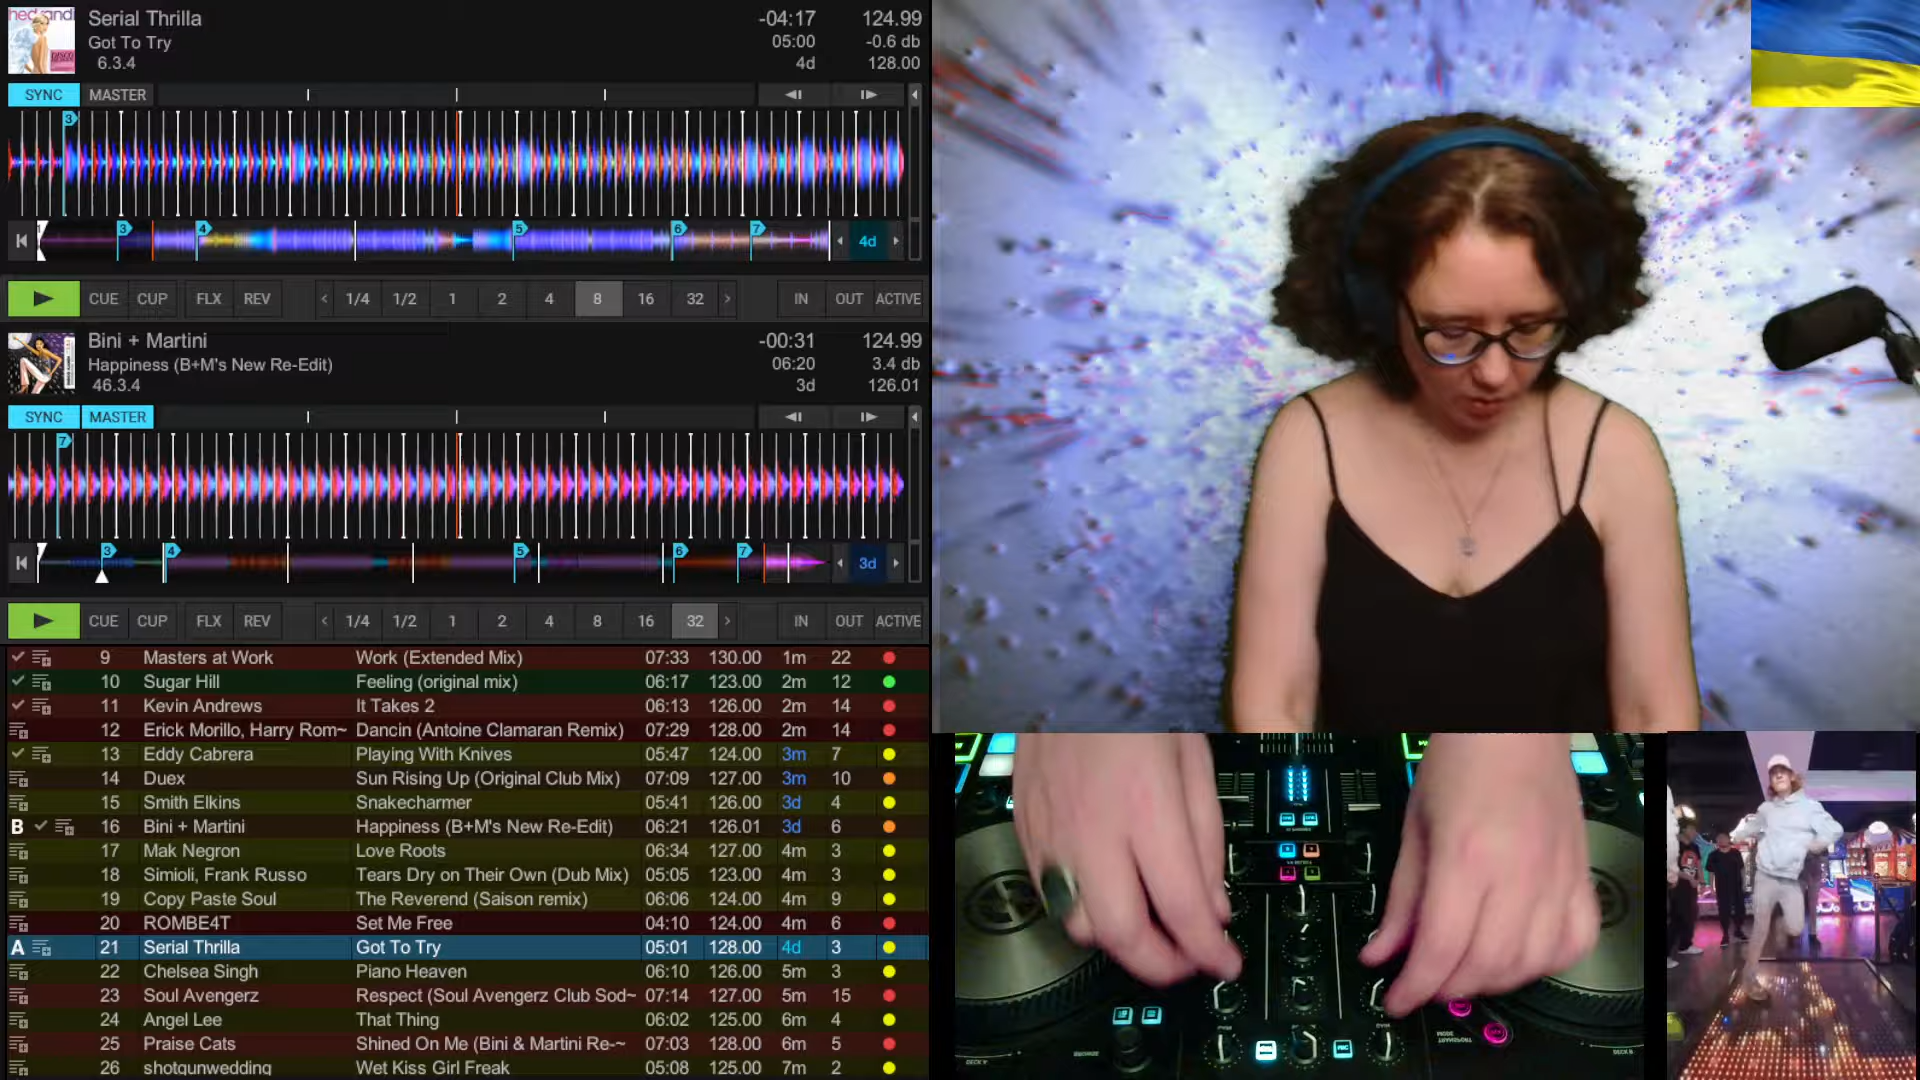 Serial Thrilla -04:17 124.99
Got To Try 05:00 -0.6 db
6.3.4 4d 128.00
SYNC MASTER
3
3 4 5 6 7 4d
CUE CUP FLX REV 1/4 1/2 1 2 4 8 16 32 IN OUT ACTIVE
Bini + Martini -00:31 124.99
Happiness (B+M's New Re-Edit) 06:20 3.4 db
46.3.4 3d 126.01
SYNC MASTER
7
3 4 5 6 7 3d
CUE CUP FLX REV 1/4 1/2 1 2 4 8 16 32 IN OUT ACTIVE
9 Masters at Work Work (Extended Mix) 07:33 130.00 1m 22
10 Sugar Hill Feeling (original mix) 06:17 123.00 2m 12
11 Kevin Andrews It Takes 2 06:13 126.00 2m 14
12 Erick Morillo, Harry Rom~ Dancin (Antoine Clamaran Remix) 07:29 128.00 2m 14
13 Eddy Cabrera Playing With Knives 05:47 124.00 3m 7
14 Duex Sun Rising Up (Original Club Mix) 07:09 127.00 3m 10
15 Smith Elkins Snakecharmer 05:41 126.00 3d 4
B 16 Bini + Martini Happiness (B+M's New Re-Edit) 06:21 126.01 3d 6
17 Mak Negron Love Roots 06:34 127.00 4m 3
18 Simioli, Frank Russo Tears Dry on Their Own (Dub Mix) 05:05 123.00 4m 3
19 Copy Paste Soul The Reverend (Saison remix) 06:06 124.00 4m 9
20 ROMBE4T Set Me Free 04:10 124.00 4m 6
A 21 Serial Thrilla Got To Try 05:01 128.00 4d 3
22 Chelsea Singh Piano Heaven 06:10 126.00 5m 3
23 Soul Avengerz Respect (Soul Avengerz Club Sod~ 07:14 127.00 5m 15
24 Angel Lee That Thing 06:02 125.00 6m 4
25 Praise Cats Shined On Me (Bini & Martini Re-~ 07:03 128.00 6m 5
26 shotgunwedding Wet Kiss Girl Freak 05:08 125.00 7m 2